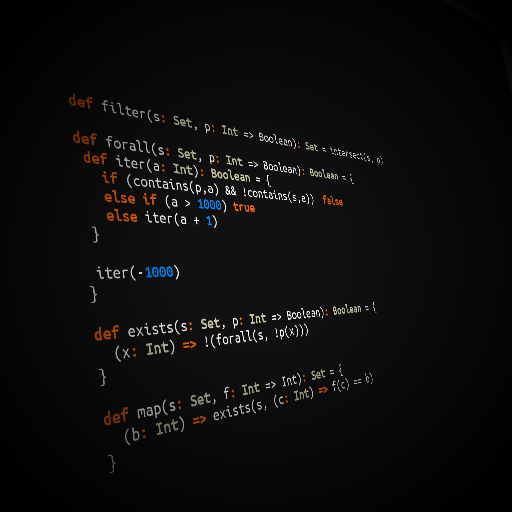 def filter(s: Set, p: Int => Boolean): Set = intersect(s, p)
def forall(s: Set, p: Int => Boolean): Boolean = {
def iter(a: Int): Boolean = {
if (contains(p,a) && !contains(s,a)) false
else if (a > 1000) true
else iter(a + 1)
}
iter(-1000)
}
def exists(s: Set, p: Int => Boolean): Boolean = {
(x: Int) => !(forall(s, !p(x)))
}
def map(s: Set, f: Int => Int): Set = {
(b: Int) => exists(s, (c: Int) => f(c) == b)
}